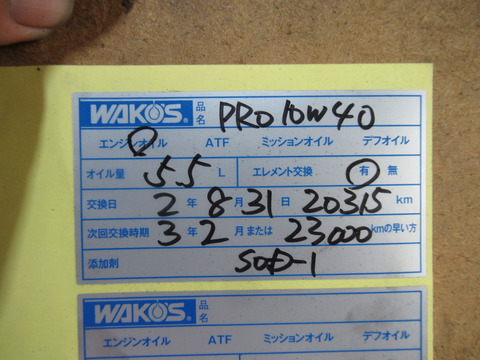 WAKO'S® 品名 PRO10W40
エンジンオイル ATF ミッションオイル デフオイル
オイル量 5.5 L エレメント交換 有 無
交換日 2年 8月 31日 20315 km
次回交換時期 3年 2月または 23000 kmの早い方
添加剤 SOD-1
WAKO'S® 品名
エンジンオイル ATF ミッションオイル デフオイル